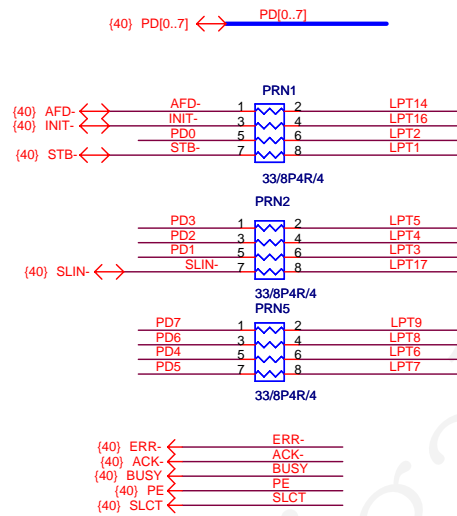 {40} PD[0..7] PD[0..7]
PRN1
{40} AFD- AFD- 1 2 LPT14
{40} INIT- INIT- 3 4 LPT16
PD0 5 6 LPT2
{40} STB- STB- 7 8 LPT1
33/8P4R/4
PRN2
PD3 1 2 LPT5
PD2 3 4 LPT4
PD1 5 6 LPT3
{40} SLIN- SLIN- 7 8 LPT17
33/8P4R/4
PRN5
PD7 1 2 LPT9
PD6 3 4 LPT8
PD4 5 6 LPT6
PD5 7 8 LPT7
33/8P4R/4
{40} ERR- ERR-
{40} ACK- ACK-
{40} BUSY BUSY
{40} PE PE
{40} SLCT SLCT